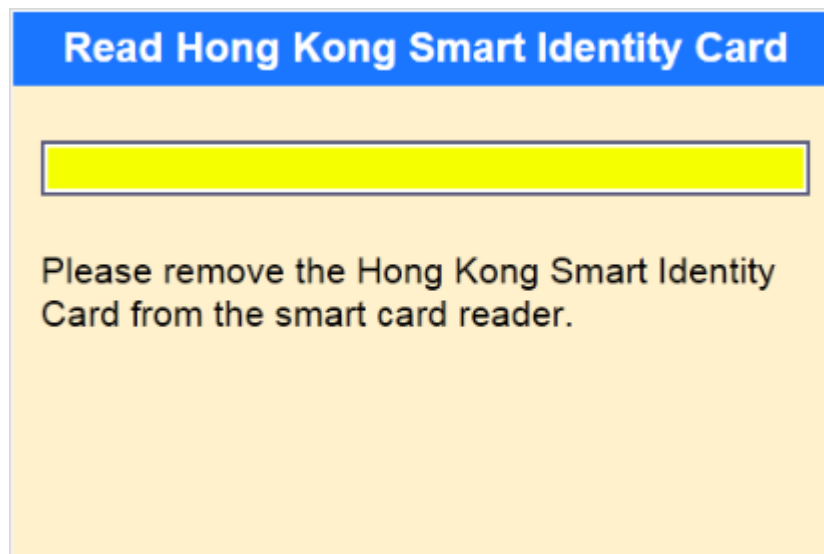 Read Hong Kong Smart Identity Card
Please remove the Hong Kong Smart Identity
Card from the smart card reader.